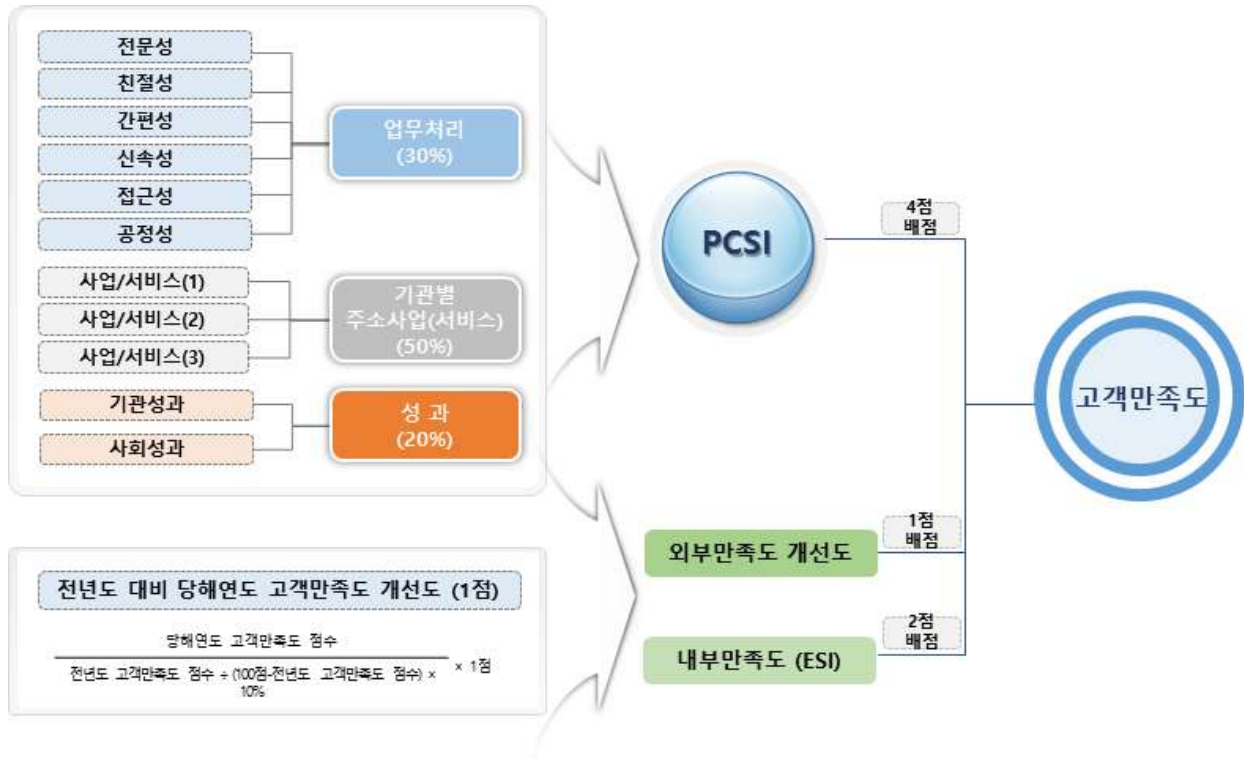 전문성
친절성
간편성
신속성
접근성
공정성
업무처리
(30%)
사업/서비스(1)
사업/서비스(2)
사업/서비스(3)
기관별
주소사업(서비스)
(50%)
기관성과
사회성과
성 과
(20%)
PCSI
4점
배점
고객만족도
외부만족도 개선도
1점
배점
내부만족도 (ESI)
2점
배점
전년도 대비 당해연도 고객만족도 개선도 (1점)
당해연도 고객만족도 점수
전년도 고객만족도 점수 + (100점-전년도 고객만족도 점수) ×
10%
× 1점